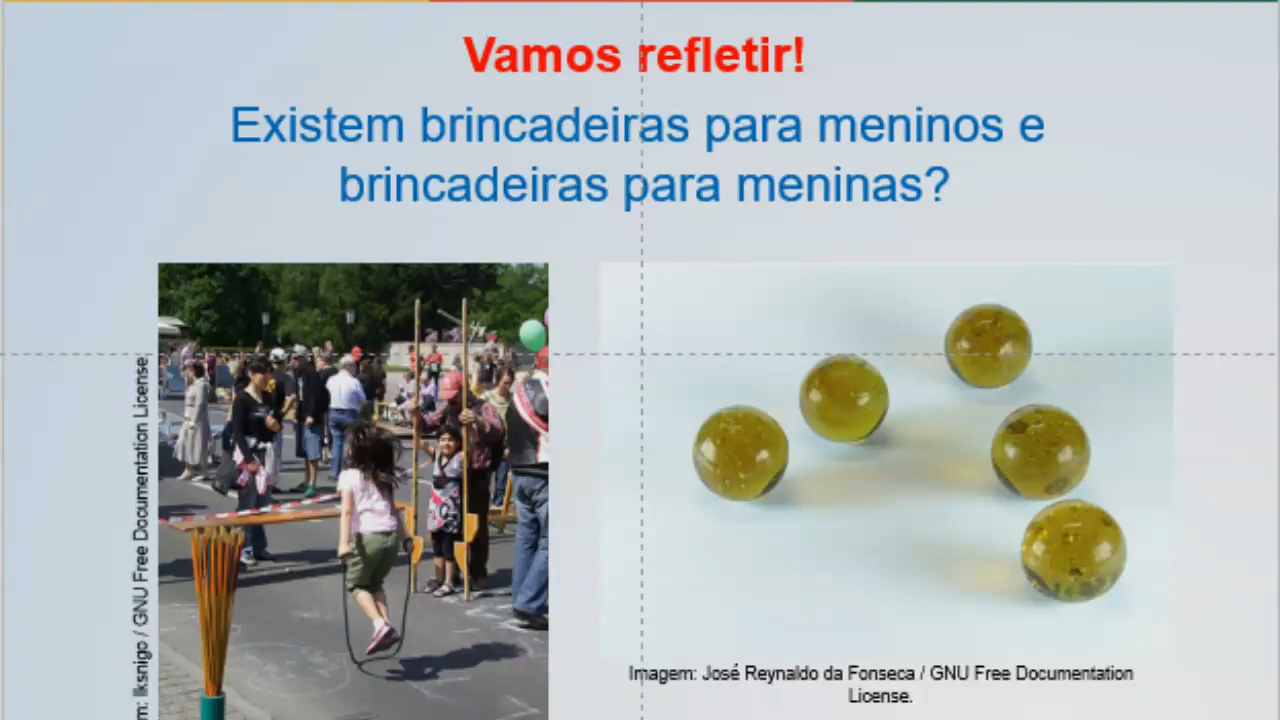 Vamos refletir!
Existem brincadeiras para meninos e
brincadeiras para meninas?
Iksnigo / GNU Free Documentation License
Imagem: José Reynaldo da Fonseca / GNU Free Documentation
License.